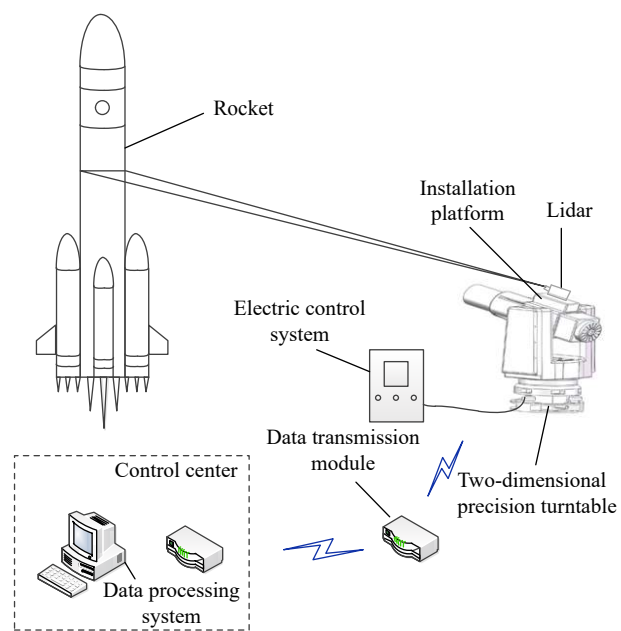 Rocket
Installation
platform
Lidar
Electric control
system
Data transmission
module
Two-dimensional
precision turntable
Control center
Data processing
system